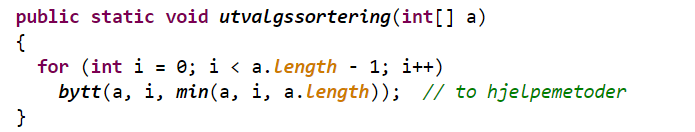 public static void utvalgssortering(int[] a)
{
  for (int i = 0; i < a.length - 1; i++)
    bytt(a, i, min(a, i, a.length));  // to hjelpemetoder
}